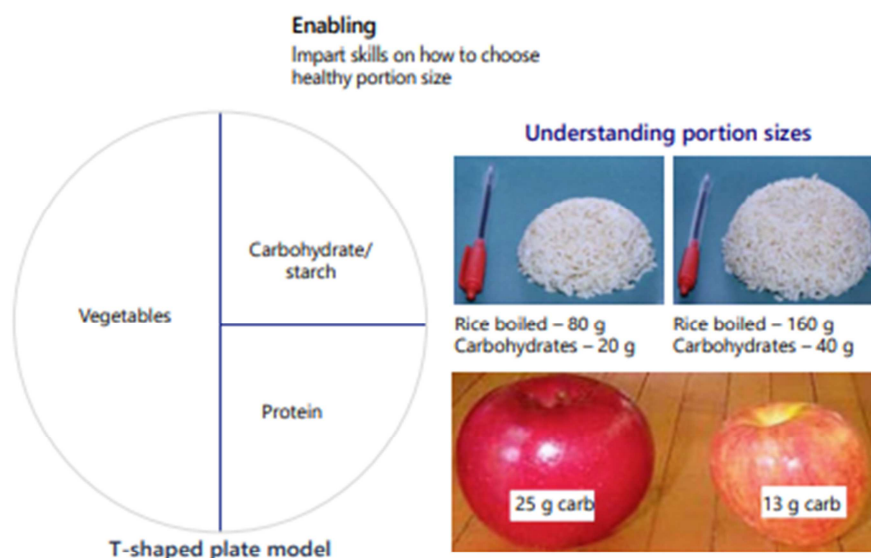 Enabling
Impart skills on how to choose
healthy portion size
Vegetables
Carbohydrate/
starch
Protein
T-shaped plate model
Understanding portion sizes
Rice boiled – 80 g
Carbohydrates – 20 g
Rice boiled – 160 g
Carbohydrates – 40 g
25 g carb
13 g carb